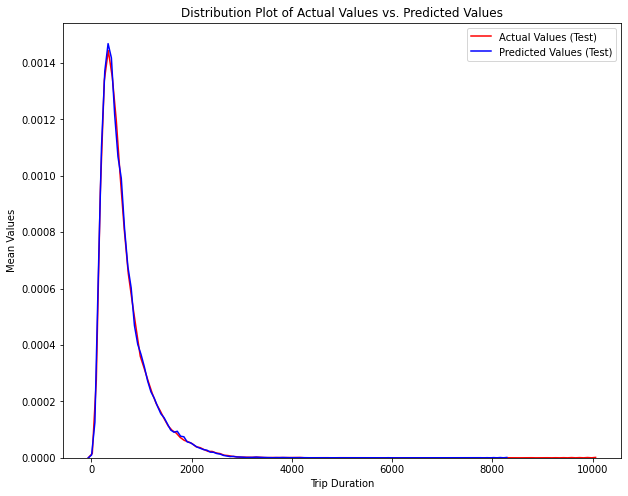 Distribution Plot of Actual Values vs. Predicted Values
Actual Values (Test)
Predicted Values (Test)
Mean Values
0.0014
0.0012
0.0010
0.0008
0.0006
0.0004
0.0002
0.0000
0
2000
4000
6000
8000
10000
Trip Duration